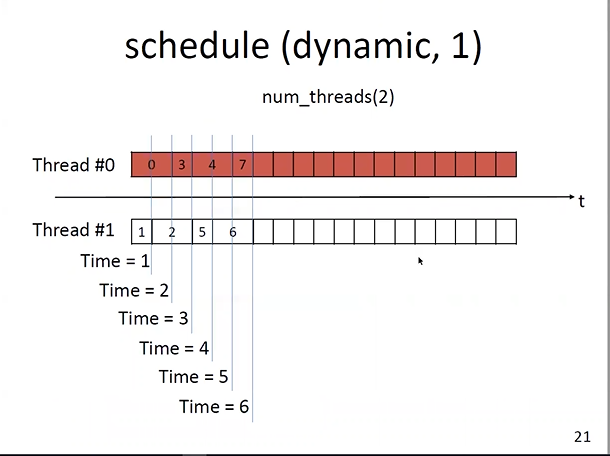 schedule (dynamic, 1)
num_threads(2)
Thread #0 0 3 4 7
t
Thread #1 1 2 5 6
Time = 1
Time = 2
Time = 3
Time = 4
Time = 5
Time = 6
21